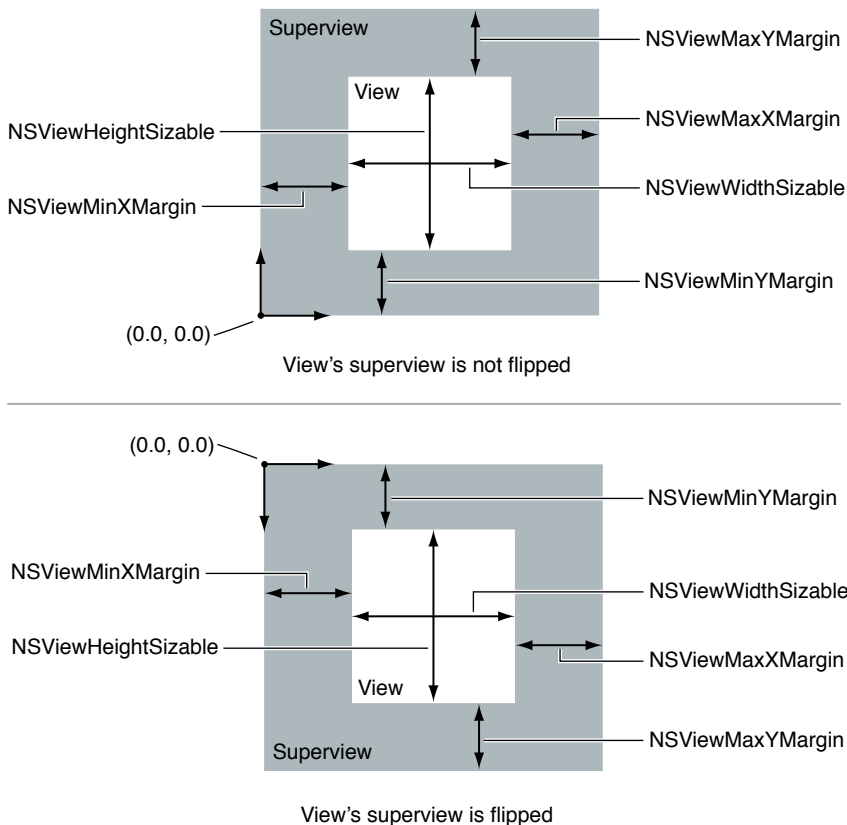 Superview
NSViewMaxYMargin
View
NSViewMaxXMargin
NSViewHeightSizable
NSViewWidthSizable
NSViewMinXMargin
NSViewMinYMargin
(0.0, 0.0)
View's superview is not flipped
(0.0, 0.0)
NSViewMinYMargin
NSViewMinXMargin
NSViewWidthSizable
NSViewHeightSizable
NSViewMaxXMargin
View
NSViewMaxYMargin
Superview
View's superview is flipped